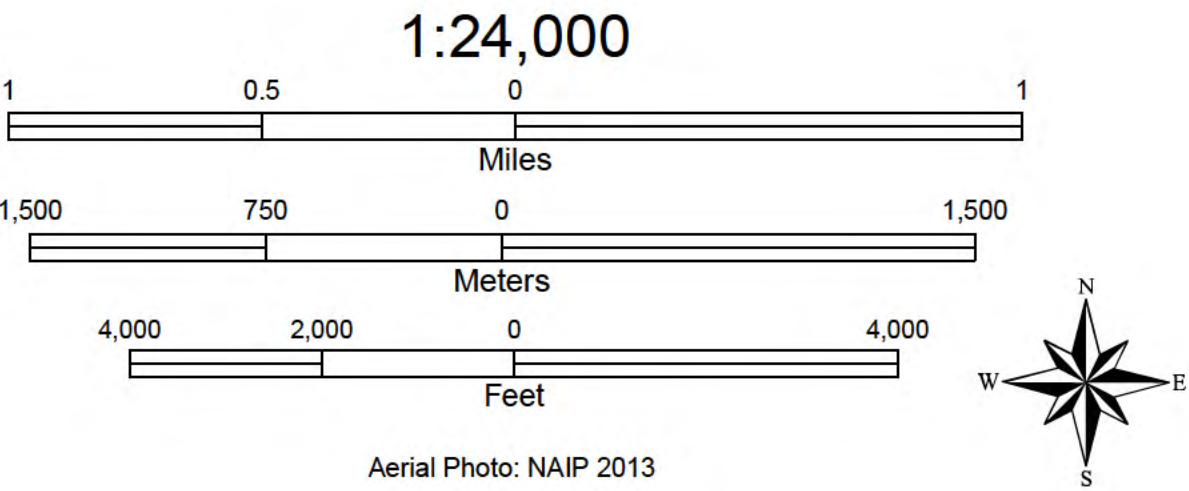 1:24,000
1 0.5 0 1
Miles
1,500 750 0 1,500
Meters
4,000 2,000 0 4,000
Feet
N
W E
S
Aerial Photo: NAIP 2013